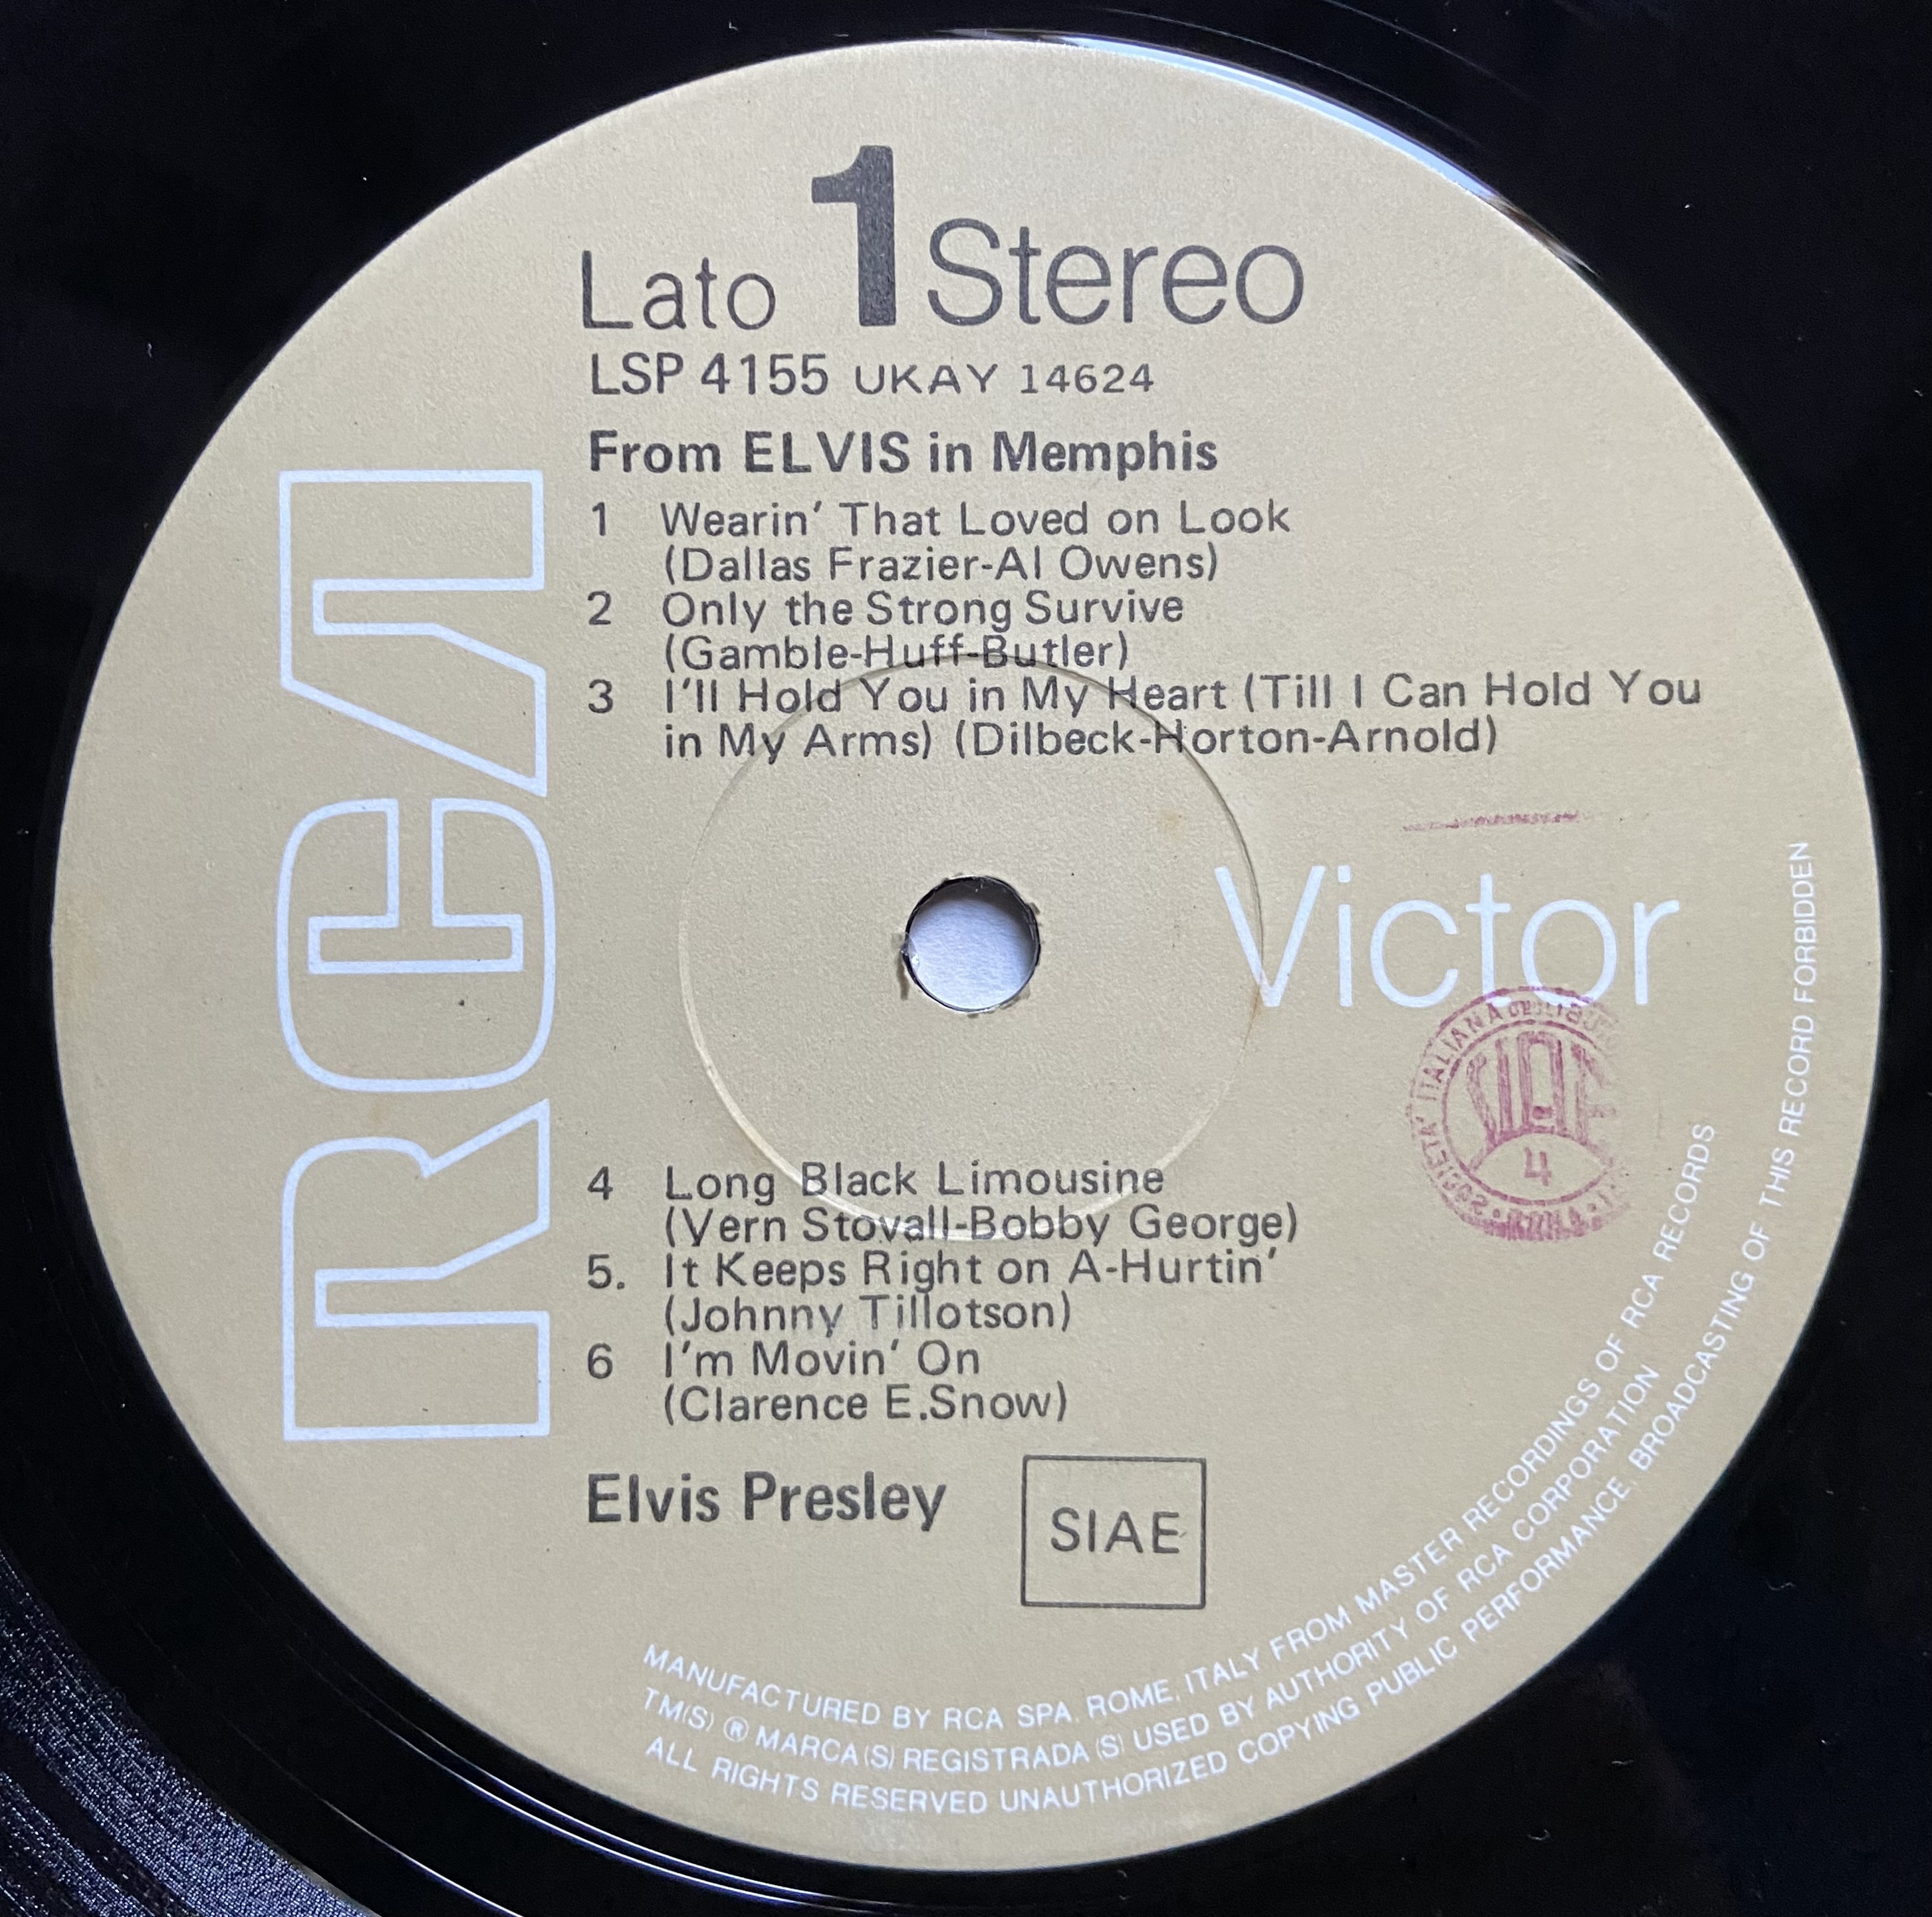 Lato 1 Stereo
LSP 4155 UKAY 14624
From ELVIS in Memphis
1 Wearin' That Loved on Look
(Dallas Frazier-Al Owens)
2 Only the Strong Survive
(Gamble-Huff-Butler)
3 I'll Hold You in My Heart (Till I Can Hold You
in My Arms) (Dilbeck-Horton-Arnold)
RCA
Victor
SOCIETA' ITALIANA DEGLI
SIAE
4
4 Long Black Limousine
(Vern Stovall-Bobby George)
5. It Keeps Right on A-Hurtin'
(Johnny Tillotson)
6 I'm Movin' On
(Clarence E.Snow)
Elvis Presley
SIAE
MANUFACTURED BY RCA SPA. ROME, ITALY FROM MASTER RECORDINGS OF RCA RECORDS
TM(S) ® MARCA(S) REGISTRADA(S) USED BY AUTHORITY OF RCA CORPORATION
ALL RIGHTS RESERVED UNAUTHORIZED COPYING PUBLIC PERFORMANCE, BROADCASTING OF THIS RECORD FORBIDDEN